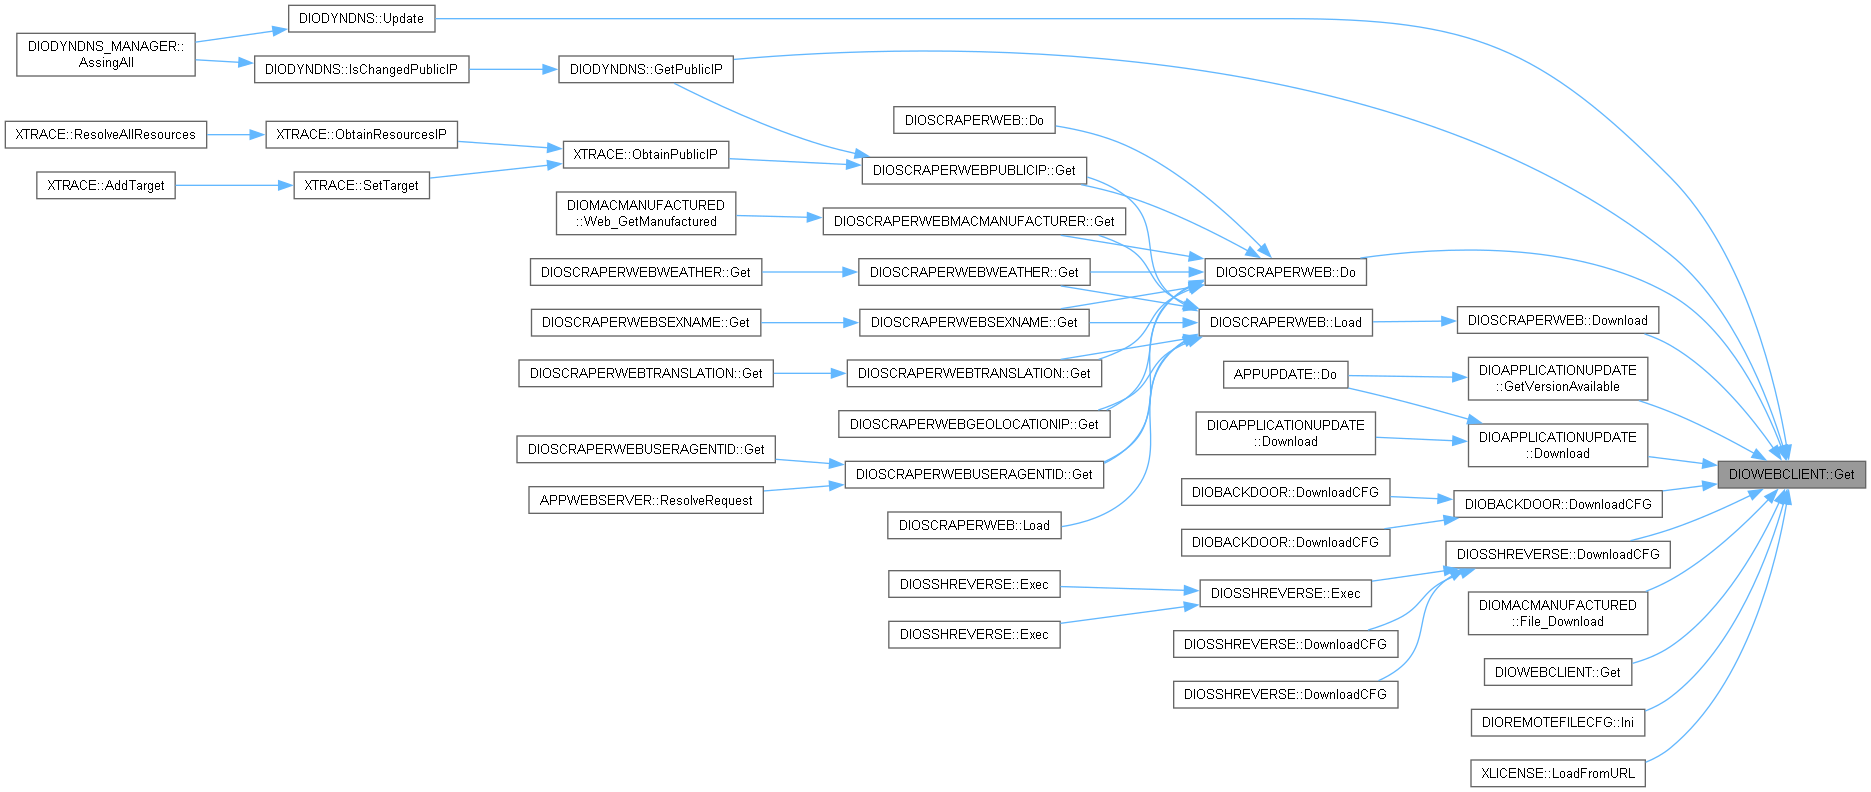 DIODYNDNS::Update
DIODYNDNS_MANAGER::
AssingAll
DIODYNDNS::IsChangedPublicIP
DIODYNDNS::GetPublicIP
DIOSCRAPERWEB::Do
XTRACE::ResolveAllResources
XTRACE::ObtainResourcesIP
XTRACE::ObtainPublicIP
DIOSCRAPERWEBPUBLICIP::Get
XTRACE::AddTarget
XTRACE::SetTarget
DIOMACMANUFACTURED
::Web_GetManufactured
DIOSCRAPERWEBMACMANUFACTURER::Get
DIOSCRAPERWEBWEATHER::Get
DIOSCRAPERWEBWEATHER::Get
DIOSCRAPERWEB::Do
DIOSCRAPERWEBSEXNAME::Get
DIOSCRAPERWEBSEXNAME::Get
DIOSCRAPERWEB::Load
DIOSCRAPERWEB::Download
DIOSCRAPERWEBTRANSLATION::Get
DIOSCRAPERWEBTRANSLATION::Get
APPUPDATE::Do
DIOAPPLICATIONUPDATE
::GetVersionAvailable
DIOSCRAPERWEBGEOLOCATIONIP::Get
DIOAPPLICATIONUPDATE
::Download
DIOAPPLICATIONUPDATE
::Download
DIOSCRAPERWEBUSERAGENTID::Get
DIOSCRAPERWEBUSERAGENTID::Get
DIOWEBCLIENT::Get
APPWEBSERVER::ResolveRequest
DIOBACKDOOR::DownloadCFG
DIOBACKDOOR::DownloadCFG
DIOSCRAPERWEB::Load
DIOBACKDOOR::DownloadCFG
DIOSSHREVERSE::DownloadCFG
DIOSSHREVERSE::Exec
DIOSSHREVERSE::Exec
DIOMACMANUFACTURED
::File_Download
DIOSSHREVERSE::Exec
DIOSSHREVERSE::DownloadCFG
DIOWEBCLIENT::Get
DIOSSHREVERSE::DownloadCFG
DIOREMOTEFILECFG::Ini
XLICENSE::LoadFromURL